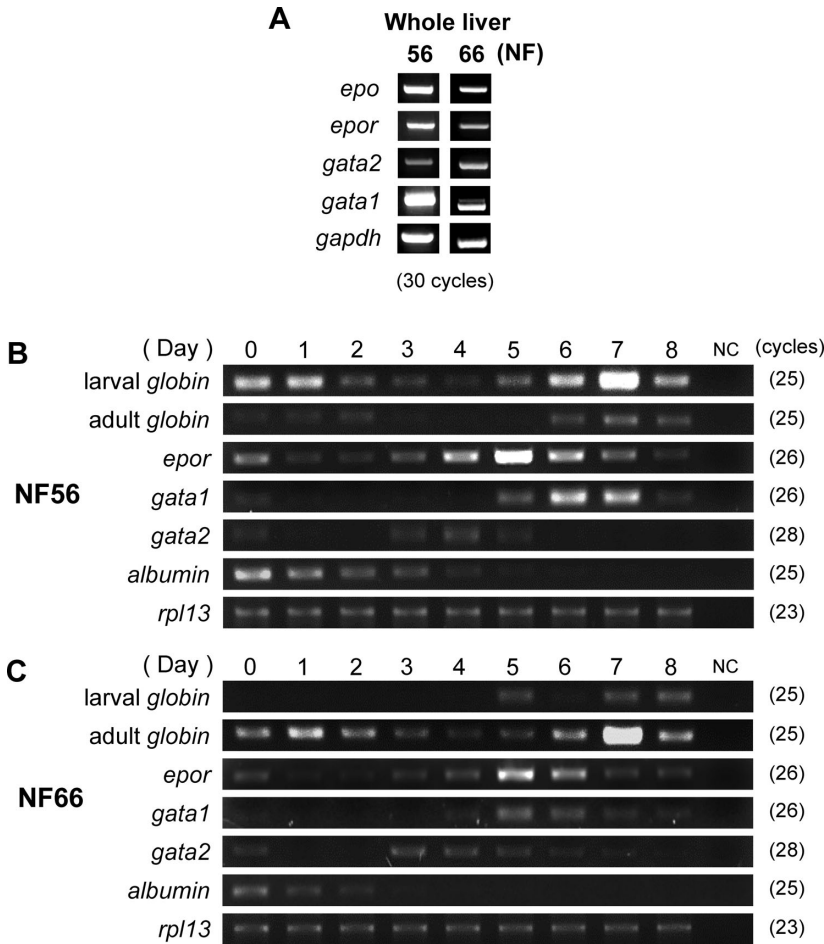 A
Whole liver
56 66 (NF)
epo
epor
gata2
gata1
gapdh
(30 cycles)
B
( Day ) 0 1 2 3 4 5 6 7 8 NC (cycles)
larval globin (25)
adult globin (25)
epor (26)
NF56
gata1 (26)
gata2 (28)
albumin (25)
rpl13 (23)
C
( Day ) 0 1 2 3 4 5 6 7 8 NC
larval globin (25)
adult globin (25)
epor (26)
NF66
gata1 (26)
gata2 (28)
albumin (25)
rpl13 (23)